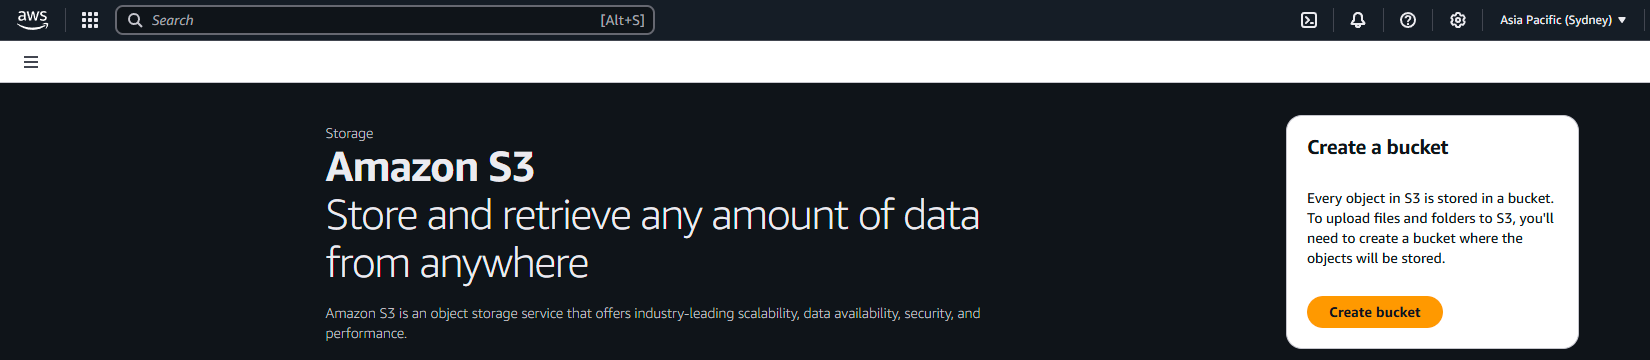 aws
Search [Alt+S]
Asia Pacific (Sydney)
Storage
Amazon S3
Store and retrieve any amount of data
from anywhere
Amazon S3 is an object storage service that offers industry-leading scalability, data availability, security, and
performance.
Create a bucket
Every object in S3 is stored in a bucket.
To upload files and folders to S3, you'll
need to create a bucket where the
objects will be stored.
Create bucket